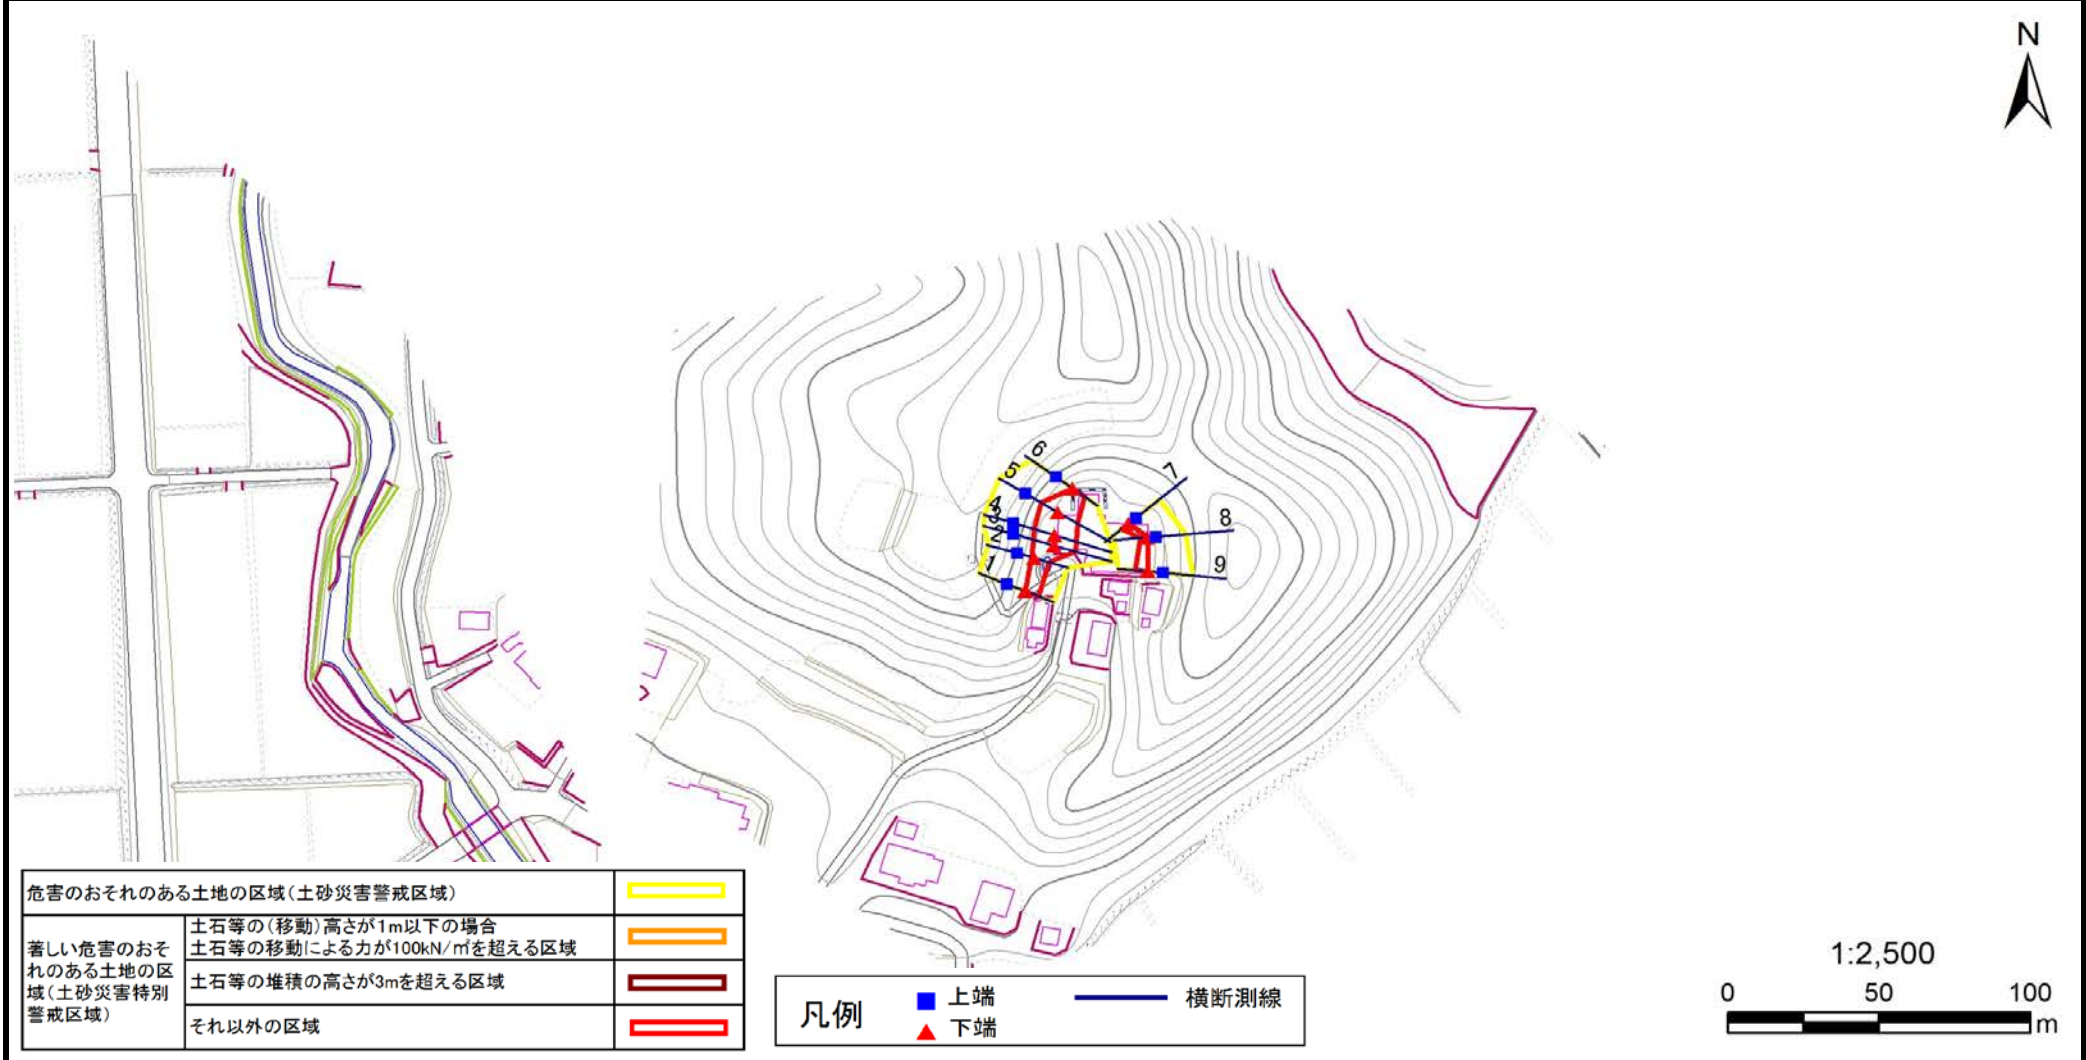 N
6
5
4
3
2
1
7
8
9
危害のおそれのある土地の区域(土砂災害警戒区域)
著しい危害のおそ
れのある土地の区
域(土砂災害特別
警戒区域)
土石等の(移動)高さが1m以下の場合
土石等の移動による力が100kN/㎡を超える区域
土石等の堆積の高さが3mを超える区域
それ以外の区域
凡例
上端
下端
横断測線
1:2,500
0 50 100
m